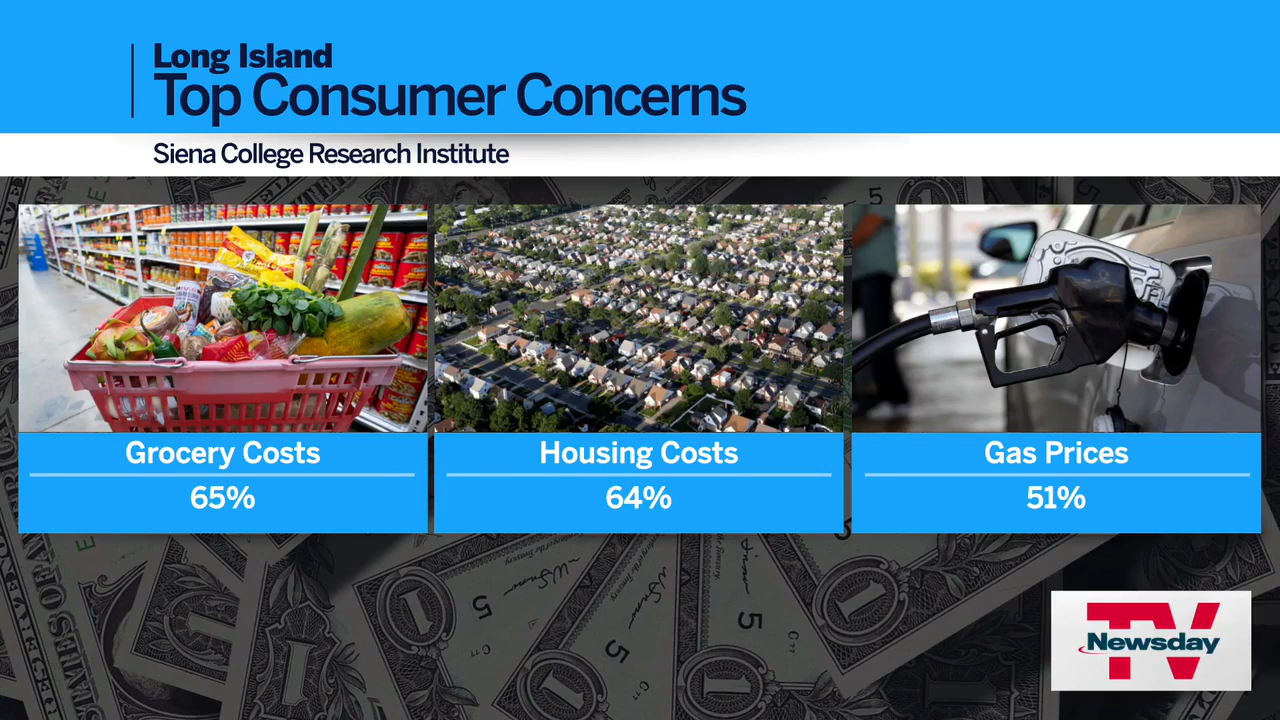 Long Island
Top Consumer Concerns
Siena College Research Institute
Grocery Costs
65%
Housing Costs
64%
Gas Prices
51%
TV
Newsday